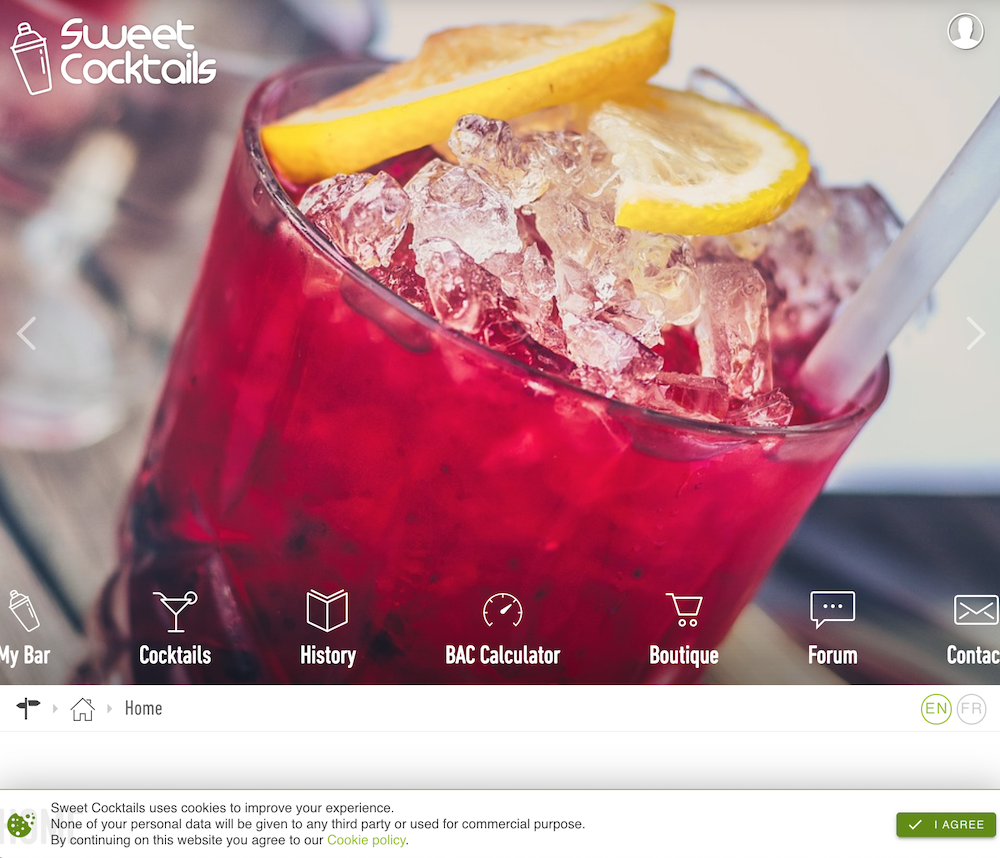 Sweet
Cocktails
My Bar
Cocktails
History
BAC Calculator
Boutique
Forum
Contac
Home
EN
FR
Sweet Cocktails uses cookies to improve your experience.
None of your personal data will be given to any third party or used for commercial purpose.
By continuing on this website you agree to our Cookie policy.
I AGREE